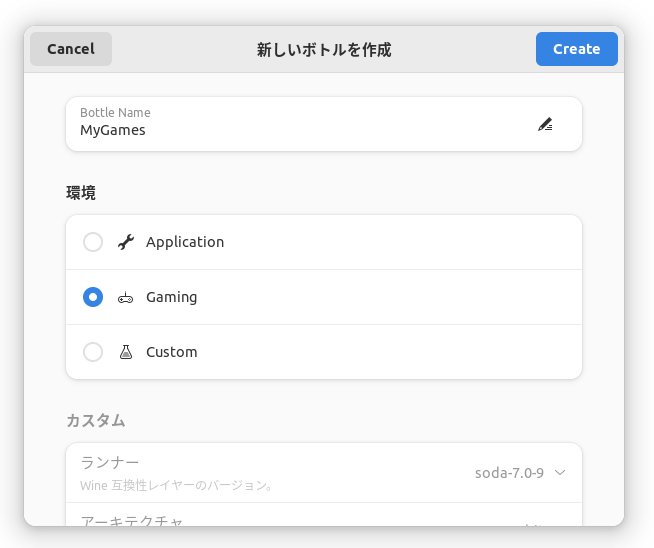 Cancel
新しいボトルを作成
Create
Bottle Name
MyGames
環境
Application
Gaming
Custom
カスタム
ランナー
soda-7.0-9
Wine 互換性レイヤーのバージョン。
アーキテクチャ